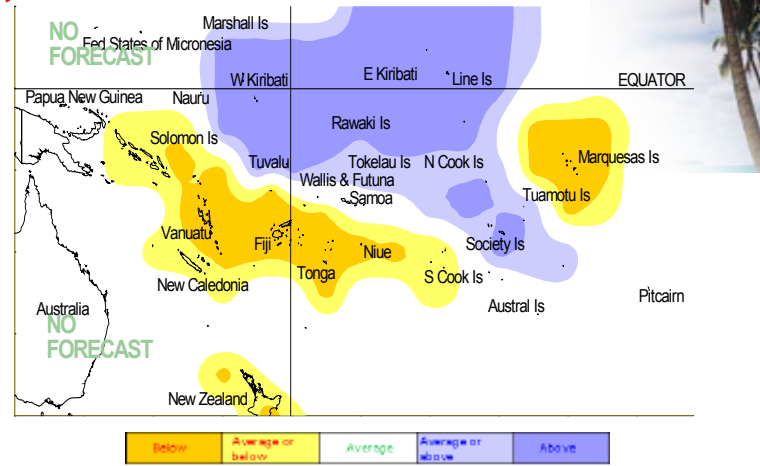 Marshall Is
NO
FORECAST
Fed States of Micronesia
W Kiribati
E Kiribati
Line Is
EQUATOR
Papua New Guinea
Nauru
Rawaki Is
Solomon Is
Tuvalu
Tokelau Is
N Cook Is
Marquesas Is
Wallis & Futuna
Samoa
Tuamotu Is
Vanuatu
Fiji
Niue
Society Is
Tonga
S Cook Is
New Caledonia
Austral Is
Pitcairn
Australia
NO
FORECAST
New Zealand
Below
Average or
below
Average
Average or
above
Above